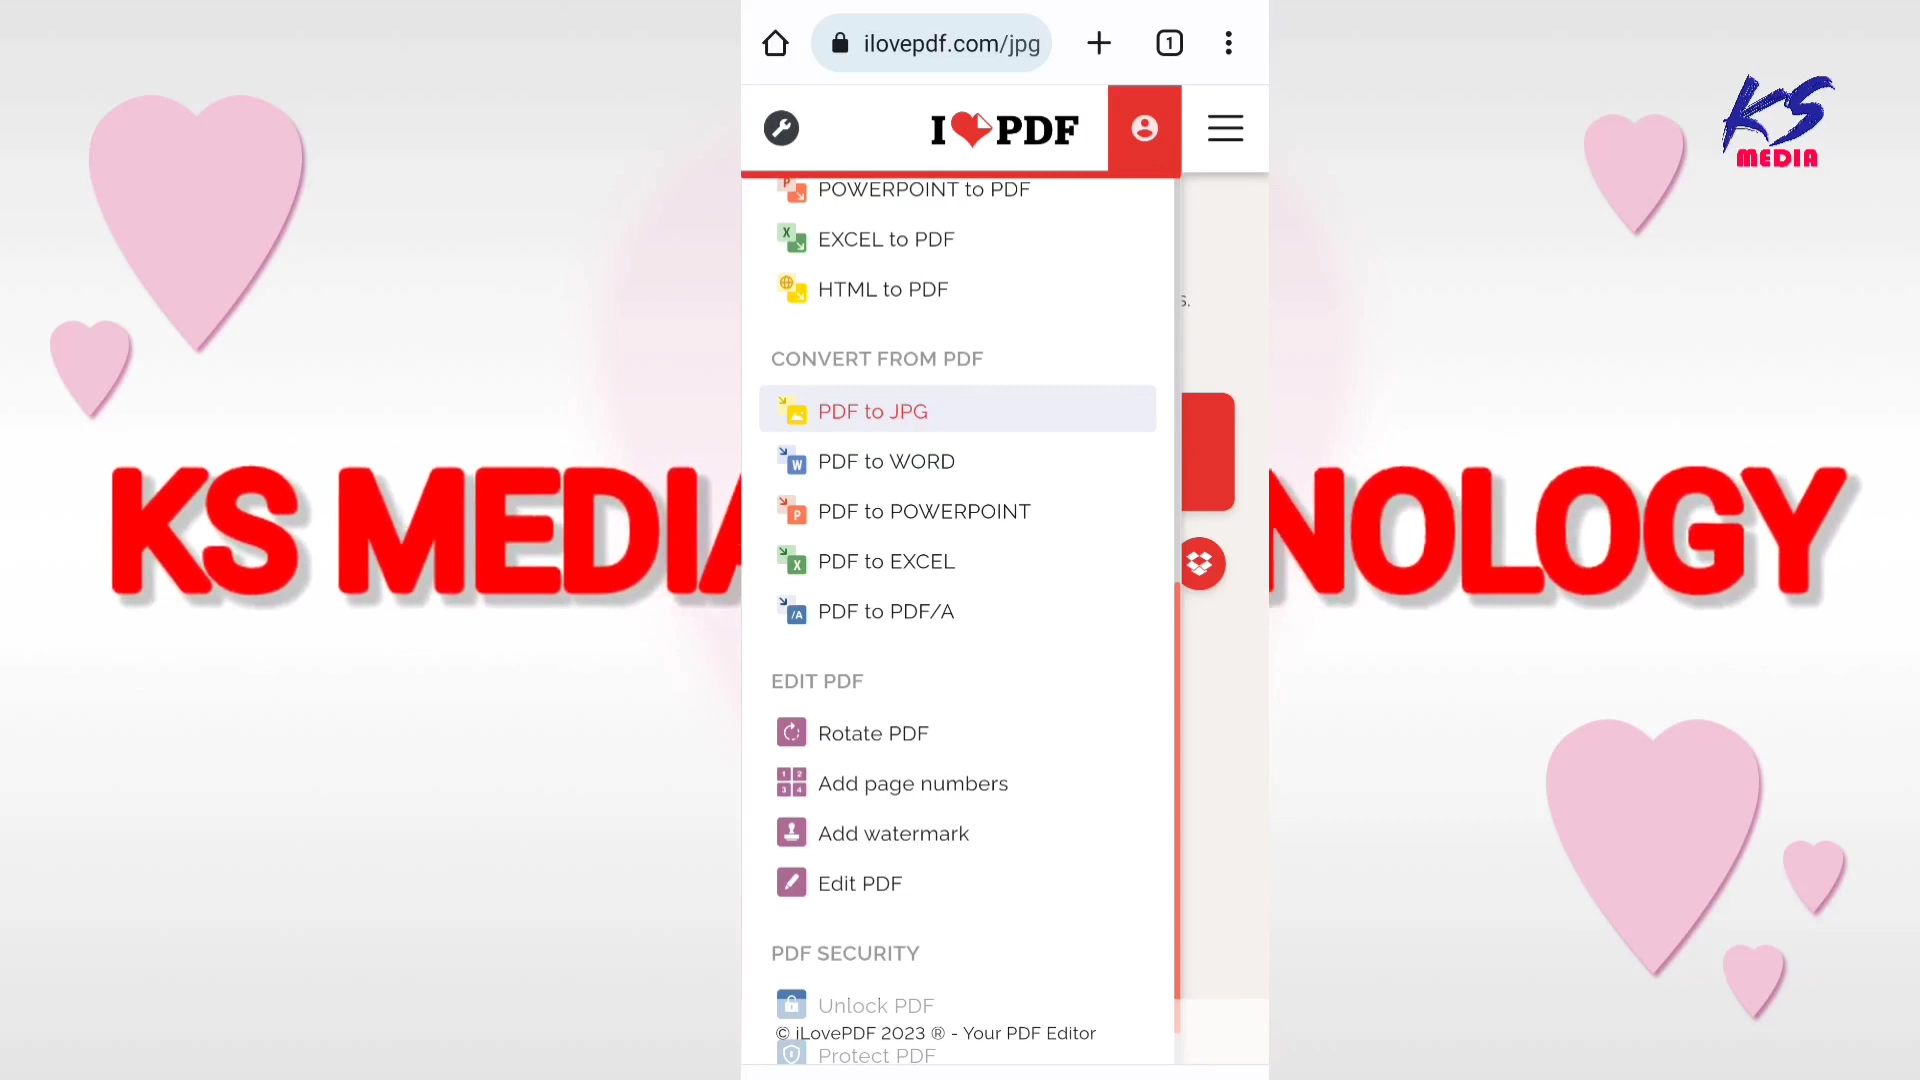 ilovepdf.com/jpg
1
KS
MEDIA
I PDF
POWERPOINT to PDF
EXCEL to PDF
HTML to PDF
s.
CONVERT FROM PDF
PDF to JPG
PDF to WORD
KS MEDIA NOLOGY
PDF to POWERPOINT
PDF to EXCEL
PDF to PDF/A
EDIT PDF
Rotate PDF
Add page numbers
Add watermark
Edit PDF
PDF SECURITY
Unlock PDF
© iLovePDF 2023 ® - Your PDF Editor
Protect PDF